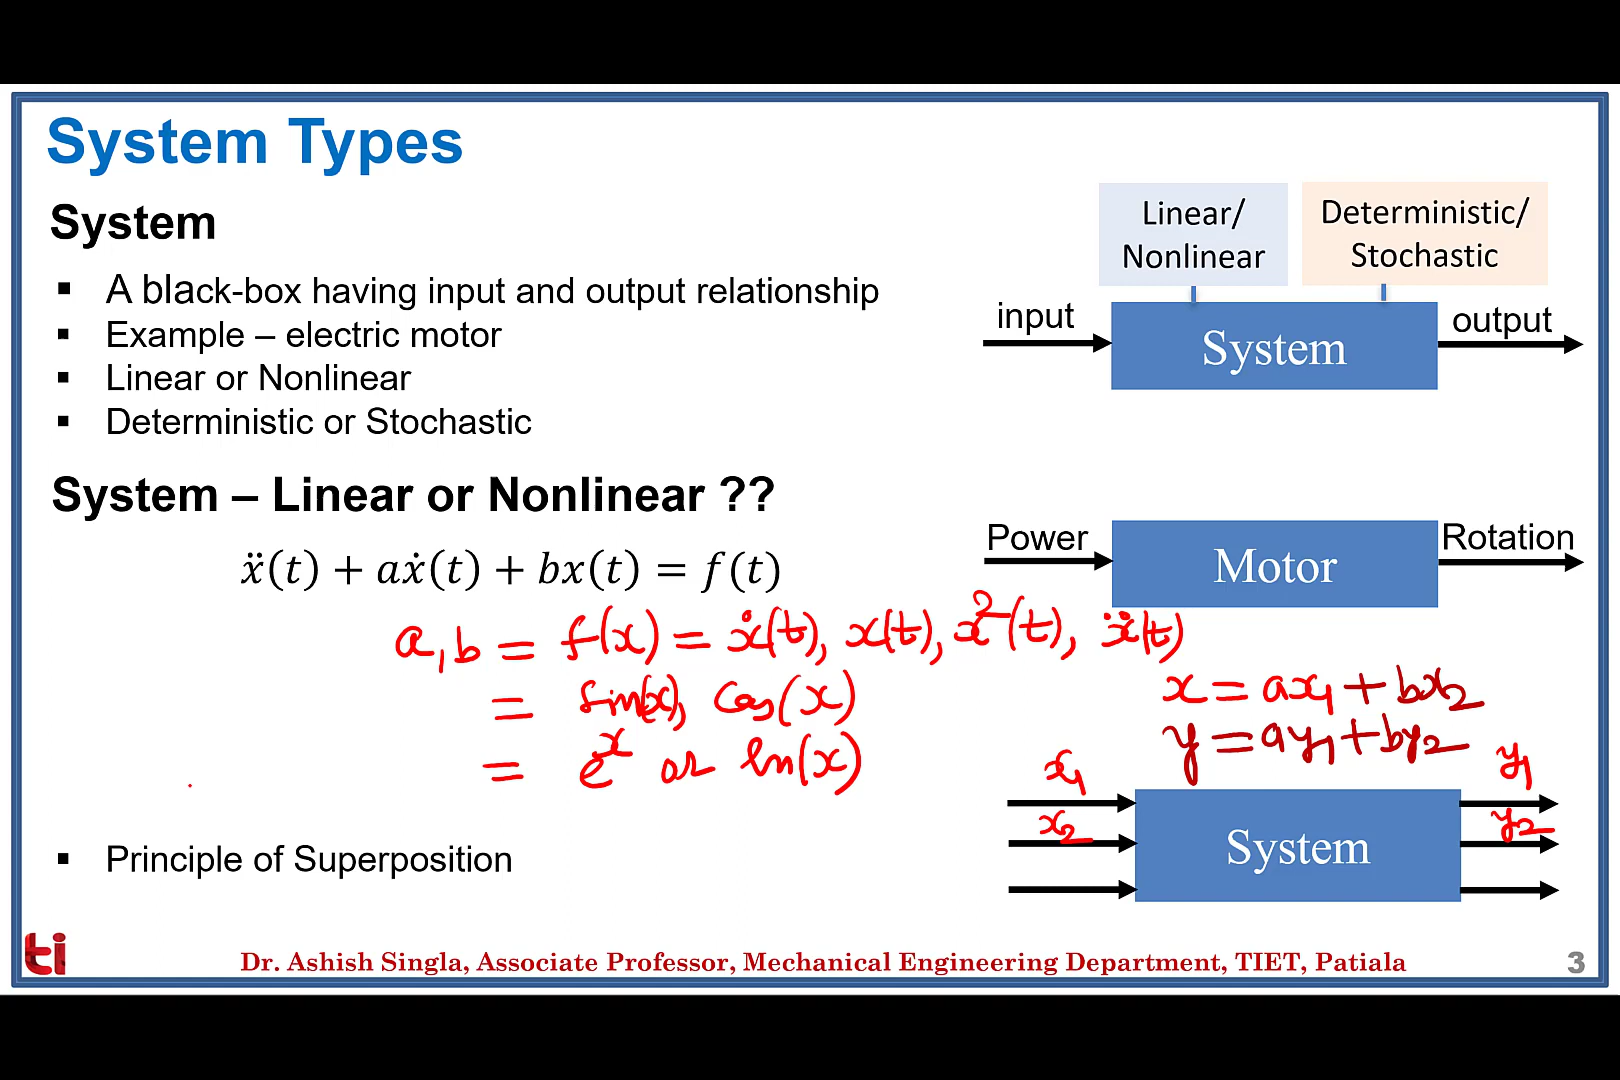 System Types
System
▪ A black-box having input and output relationship
▪ Example – electric motor
▪ Linear or Nonlinear
▪ Deterministic or Stochastic
Linear/
Nonlinear
Deterministic/
Stochastic
input
System
output
System – Linear or Nonlinear ??
ẍ(t) + aẋ(t) + bx(t) = f(t)
Power
Motor
Rotation
a, b = f(x) = ẋ(t), x(t), x²(t), ẍ(t)
= sin(x), cos(x)
= eˣ or ln(x)
x = ax₁ + bx₂
y = ay₁ + by₂
x₁
y₁
x₂
y₂
System
▪ Principle of Superposition
ti
Dr. Ashish Singla, Associate Professor, Mechanical Engineering Department, TIET, Patiala
3